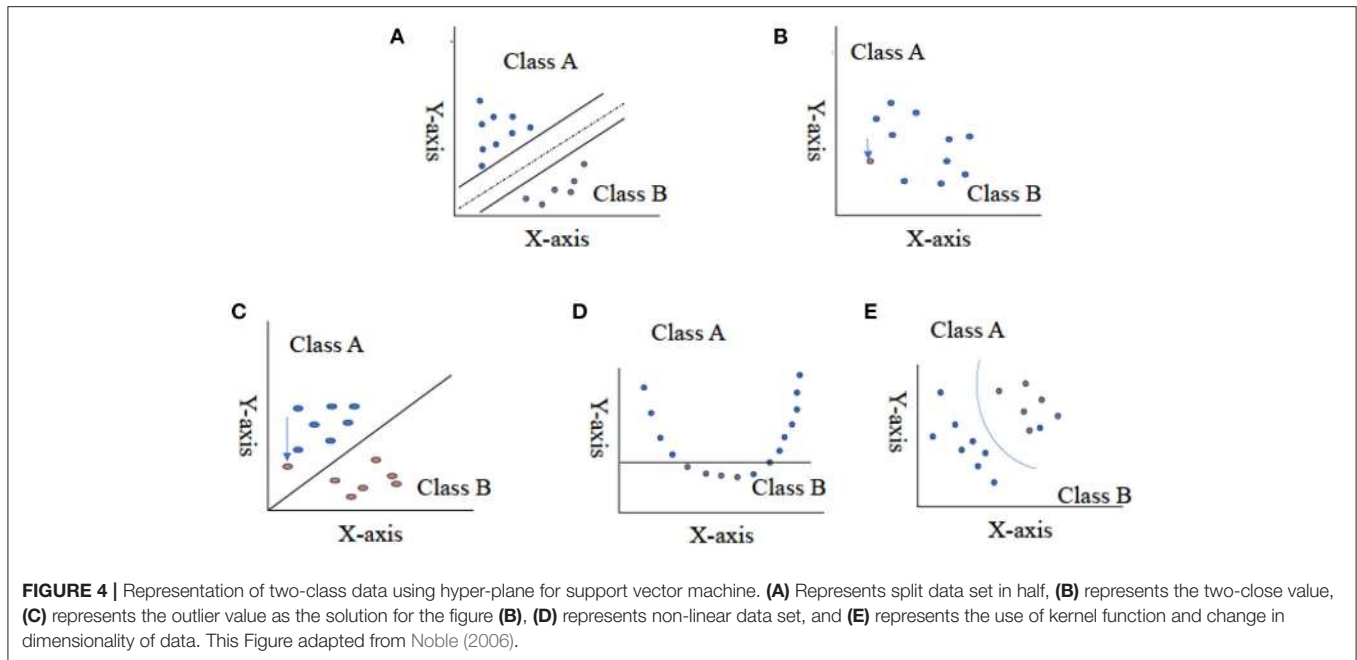 A
Class A
Y-axis
Class B
X-axis
B
Class A
Y-axis
Class B
X-axis
C
Class A
Y-axis
Class B
X-axis
D
Class A
Class B
E
Class A
Y-axis
Class B
X-axis
FIGURE 4 | Representation of two-class data using hyper-plane for support vector machine. (A) Represents split data set in half, (B) represents the two-close value,
(C) represents the outlier value as the solution for the figure (B), (D) represents non-linear data set, and (E) represents the use of kernel function and change in
dimensionality of data. This Figure adapted from Noble (2006).